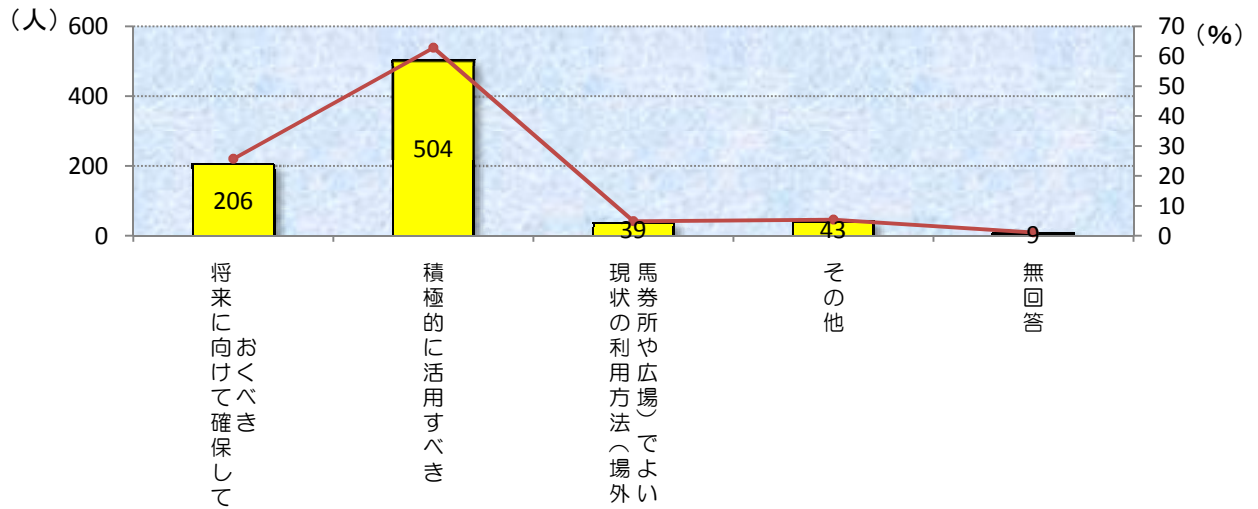 （人）
600
400
200
0
70
60
50
40
30
20
10
0
（%）
206
504
39
43
9
将来に向けて確保して
おくべき
積極的に活用すべき
現状の利用方法（場外
馬券所や広場）でよい
その他
無回答